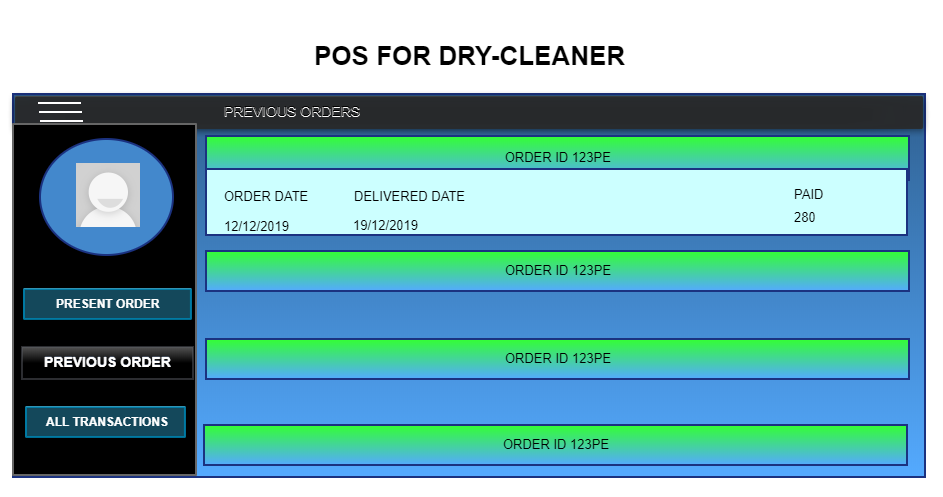 POS FOR DRY-CLEANER
PREVIOUS ORDERS
ORDER ID 123PE
ORDER DATE DELIVERED DATE PAID
12/12/2019 19/12/2019 280
ORDER ID 123PE
PRESENT ORDER
ORDER ID 123PE
PREVIOUS ORDER
ALL TRANSACTIONS
ORDER ID 123PE